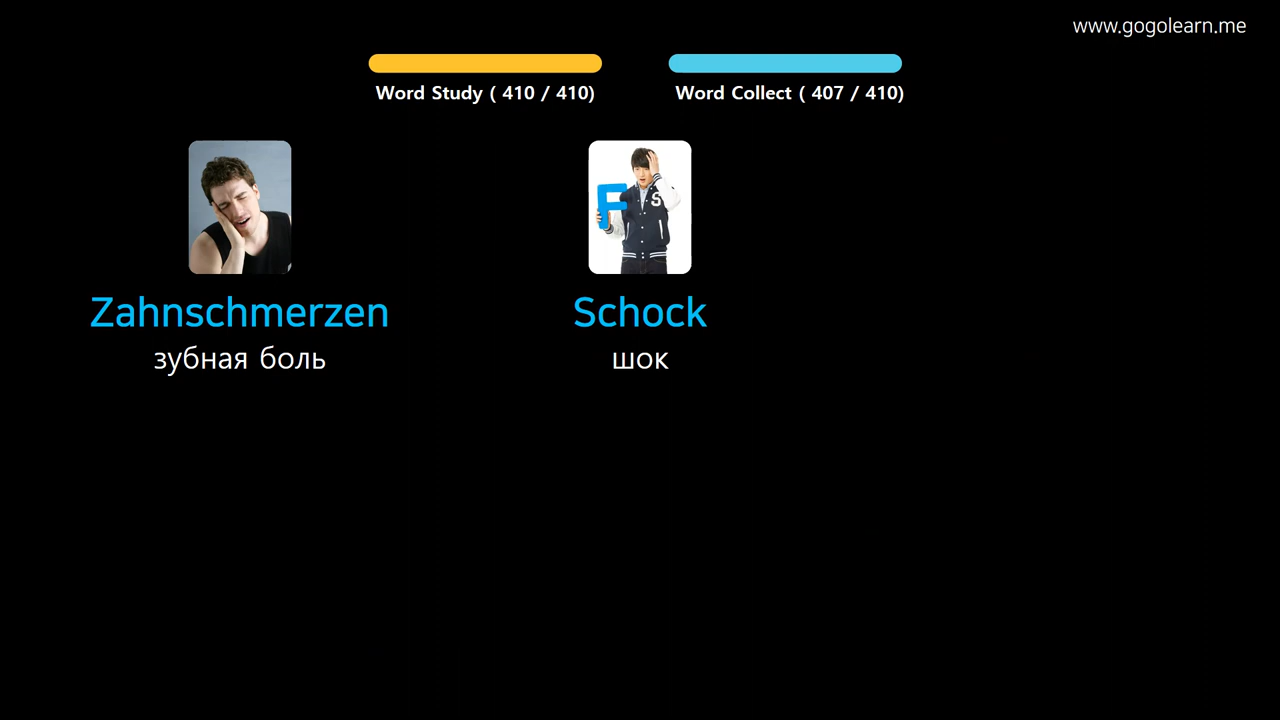 www.gogolearn.me
Word Study ( 410 / 410)
Word Collect ( 407 / 410)
F
S
Zahnschmerzen
Schock
зубная боль
шок